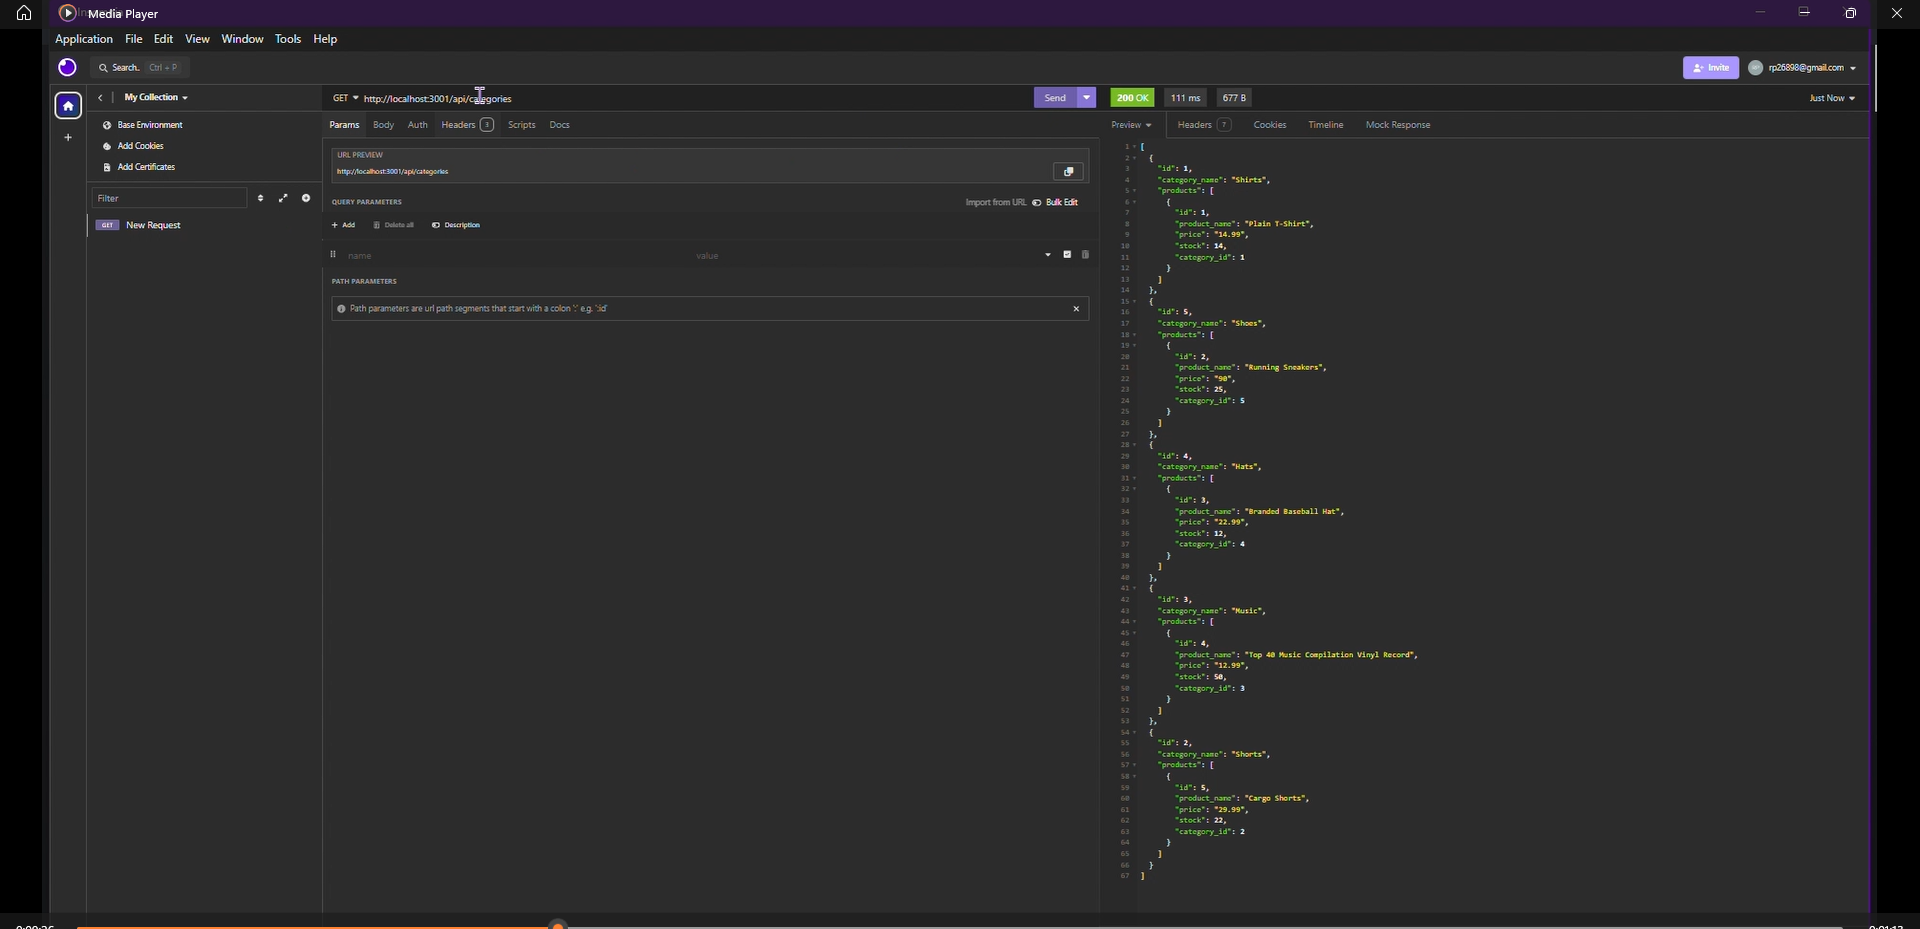 Media Player
Application File Edit View Window Tools Help
Search.. Ctrl + P
Invite rp26898@gmail.com
My Collection
GET http://localhost:3001/api/categories
Send 200 OK 111 ms 677 B Just Now
Base Environment
Add Cookies
Add Certificates
Filter
GET New Request
Params Body Auth Headers 3 Scripts Docs
URL PREVIEW
http://localhost:3001/api/categories
QUERY PARAMETERS Import from URL Bulk Edit
+ Add Delete all Description
name value
PATH PARAMETERS
Path parameters are url path segments that start with a colon ':' e.g. ':id'
Preview Headers 7 Cookies Timeline Mock Response
1 [
2 {
3 "id": 1,
4 "category_name": "Shirts",
5 "products": [
6 {
7 "id": 1,
8 "product_name": "Plain T-Shirt",
9 "price": "14.99",
10 "stock": 14,
11 "category_id": 1
12 }
13 ]
14 },
15 {
16 "id": 5,
17 "category_name": "Shoes",
18 "products": [
19 {
20 "id": 2,
21 "product_name": "Running Sneakers",
22 "price": "90",
23 "stock": 25,
24 "category_id": 5
25 }
26 ]
27 },
28 {
29 "id": 4,
30 "category_name": "Hats",
31 "products": [
32 {
33 "id": 3,
34 "product_name": "Branded Baseball Hat",
35 "price": "22.99",
36 "stock": 12,
37 "category_id": 4
38 }
39 ]
40 },
41 {
42 "id": 3,
43 "category_name": "Music",
44 "products": [
45 {
46 "id": 4,
47 "product_name": "Top 40 Music Compilation Vinyl Record",
48 "price": "12.99",
49 "stock": 50,
50 "category_id": 3
51 }
52 ]
53 },
54 {
55 "id": 2,
56 "category_name": "Shorts",
57 "products": [
58 {
59 "id": 5,
60 "product_name": "Cargo Shorts",
61 "price": "29.99",
62 "stock": 22,
63 "category_id": 2
64 }
65 ]
66 }
67 ]